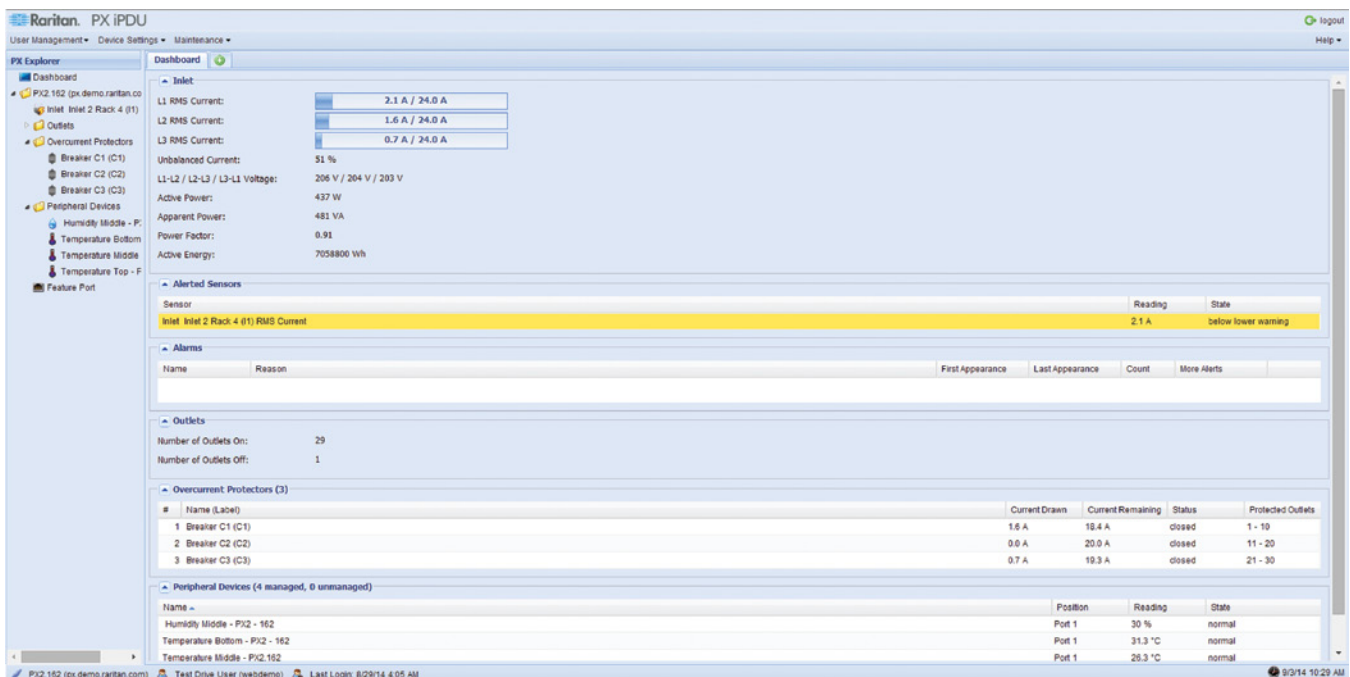 Raritan. PX iPDU
logout
User Management Device Settings Maintenance
Help
PX Explorer
Dashboard
PX2.162 (px.demo.raritan.co
Inlet Inlet 2 Rack 4 (I1)
Outlets
Overcurrent Protectors
Breaker C1 (C1)
Breaker C2 (C2)
Breaker C3 (C3)
Peripheral Devices
Humidity Middle - P
Temperature Bottom
Temperature Middle
Temperature Top - F
Feature Port
Dashboard
Inlet
L1 RMS Current: 2.1 A / 24.0 A
L2 RMS Current: 1.6 A / 24.0 A
L3 RMS Current: 0.7 A / 24.0 A
Unbalanced Current: 51 %
L1-L2 / L2-L3 / L3-L1 Voltage: 206 V / 204 V / 203 V
Active Power: 437 W
Apparent Power: 481 VA
Power Factor: 0.91
Active Energy: 7058800 Wh
Alerted Sensors
Sensor Reading State
Inlet Inlet 2 Rack 4 (I1) RMS Current 2.1 A below lower warning
Alarms
Name Reason First Appearance Last Appearance Count More Alerts
Outlets
Number of Outlets On: 29
Number of Outlets Off: 1
Overcurrent Protectors (3)
# Name (Label) Current Drawn Current Remaining Status Protected Outlets
1 Breaker C1 (C1) 1.6 A 18.4 A closed 1 - 10
2 Breaker C2 (C2) 0.0 A 20.0 A closed 11 - 20
3 Breaker C3 (C3) 0.7 A 19.3 A closed 21 - 30
Peripheral Devices (4 managed, 0 unmanaged)
Name Position Reading State
Humidity Middle - PX2 - 162 Port 1 30 % normal
Temperature Bottom - PX2 - 162 Port 1 31.3 °C normal
Temperature Middle - PX2.162 Port 1 26.3 °C normal
PX2.162 (px.demo.raritan.com) Test Drive User (webdemo) Last Login: 8/29/14 4:05 AM
9/3/14 10:29 AM